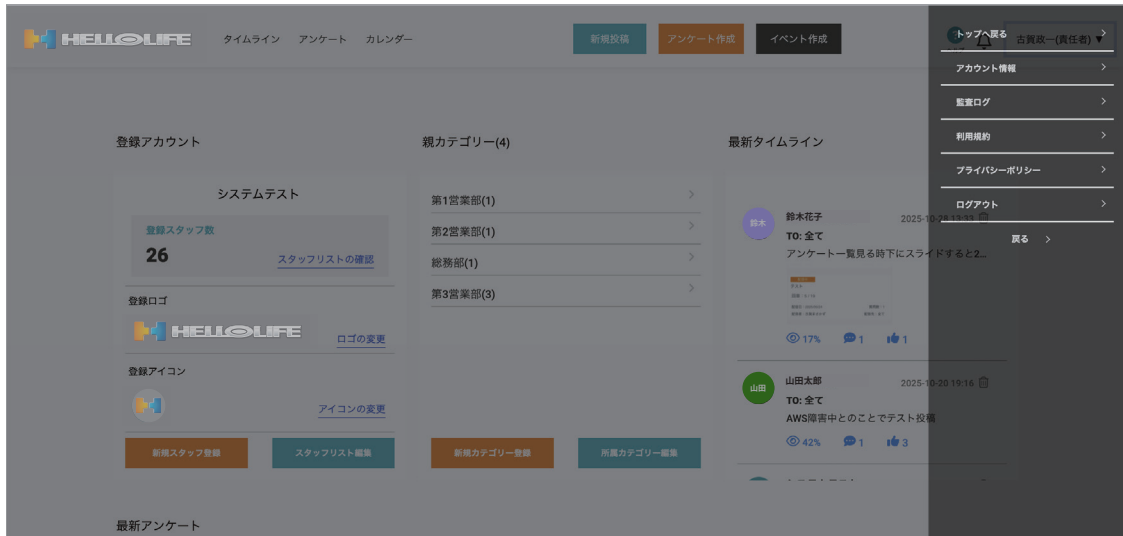 HELLOLIFE
タイムライン アンケート カレンダー
新規投稿 アンケート作成 イベント作成
古賀政一(責任者) ▼
トップへ戻る
アカウント情報
監査ログ
利用規約
プライバシーポリシー
ログアウト
戻る
登録アカウント
システムテスト
登録スタッフ数
26
スタッフリストの確認
登録ロゴ
HELLOLIFE
ロゴの変更
登録アイコン
アイコンの変更
新規スタッフ登録 スタッフリスト編集
親カテゴリー(4)
第1営業部(1)
第2営業部(1)
総務部(1)
第3営業部(3)
新規カテゴリー登録 所属カテゴリー編集
最新タイムライン
鈴木
鈴木花子 2025-10-28 13:33
TO: 全て
アンケート一覧見る時下にスライドすると2...
17% 1 1
山田
山田太郎 2025-10-20 19:16
TO: 全て
AWS障害中とのことでテスト投稿
42% 1 3
最新アンケート